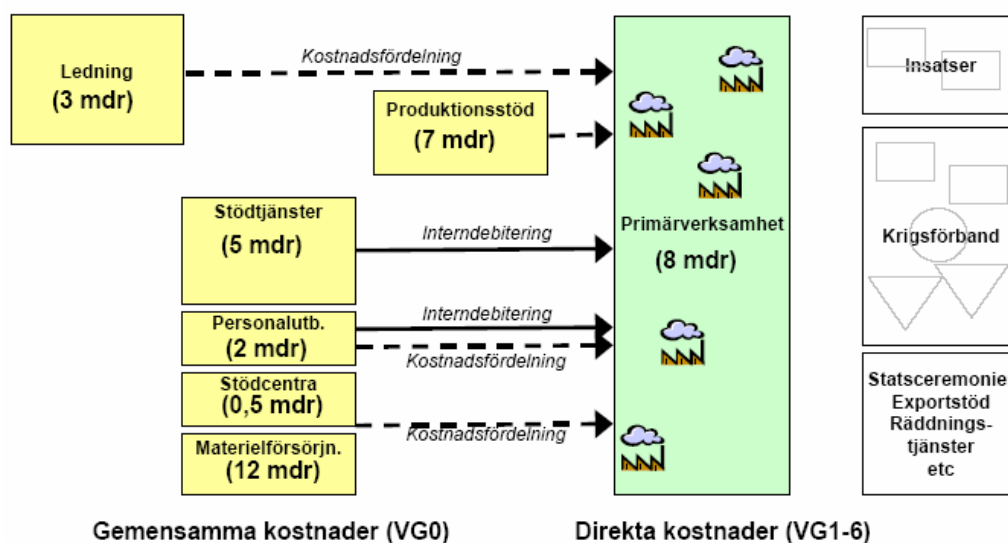 Ledning
(3 mdr)
Kostnadsfördelning
Produktionsstöd
(7 mdr)
Stödtjänster
(5 mdr)
Interndebitering
Personalutb.
(2 mdr)
Interndebitering
Kostnadsfördelning
Stödcentra
(0,5 mdr)
Kostnadsfördelning
Materielförsörjn.
(12 mdr)
Primärverksamhet
(8 mdr)
Insatser
Krigsförband
Statsceremonie
Exportstöd
Räddnings-
tjänster
etc
Gemensamma kostnader (VG0)
Direkta kostnader (VG1-6)